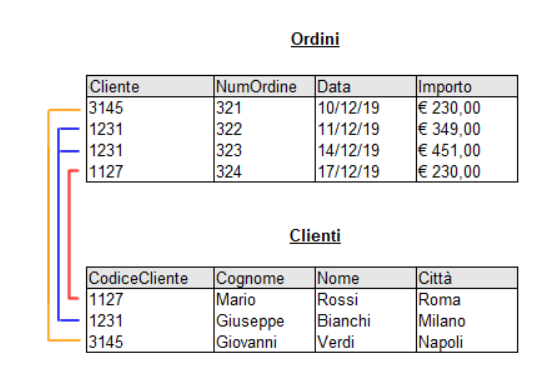 Ordini
Cliente NumOrdine Data Importo
3145 321 10/12/19 € 230,00
1231 322 11/12/19 € 349,00
1231 323 14/12/19 € 451,00
1127 324 17/12/19 € 230,00
Clienti
CodiceCliente Cognome Nome Città
1127 Mario Rossi Roma
1231 Giuseppe Bianchi Milano
3145 Giovanni Verdi Napoli